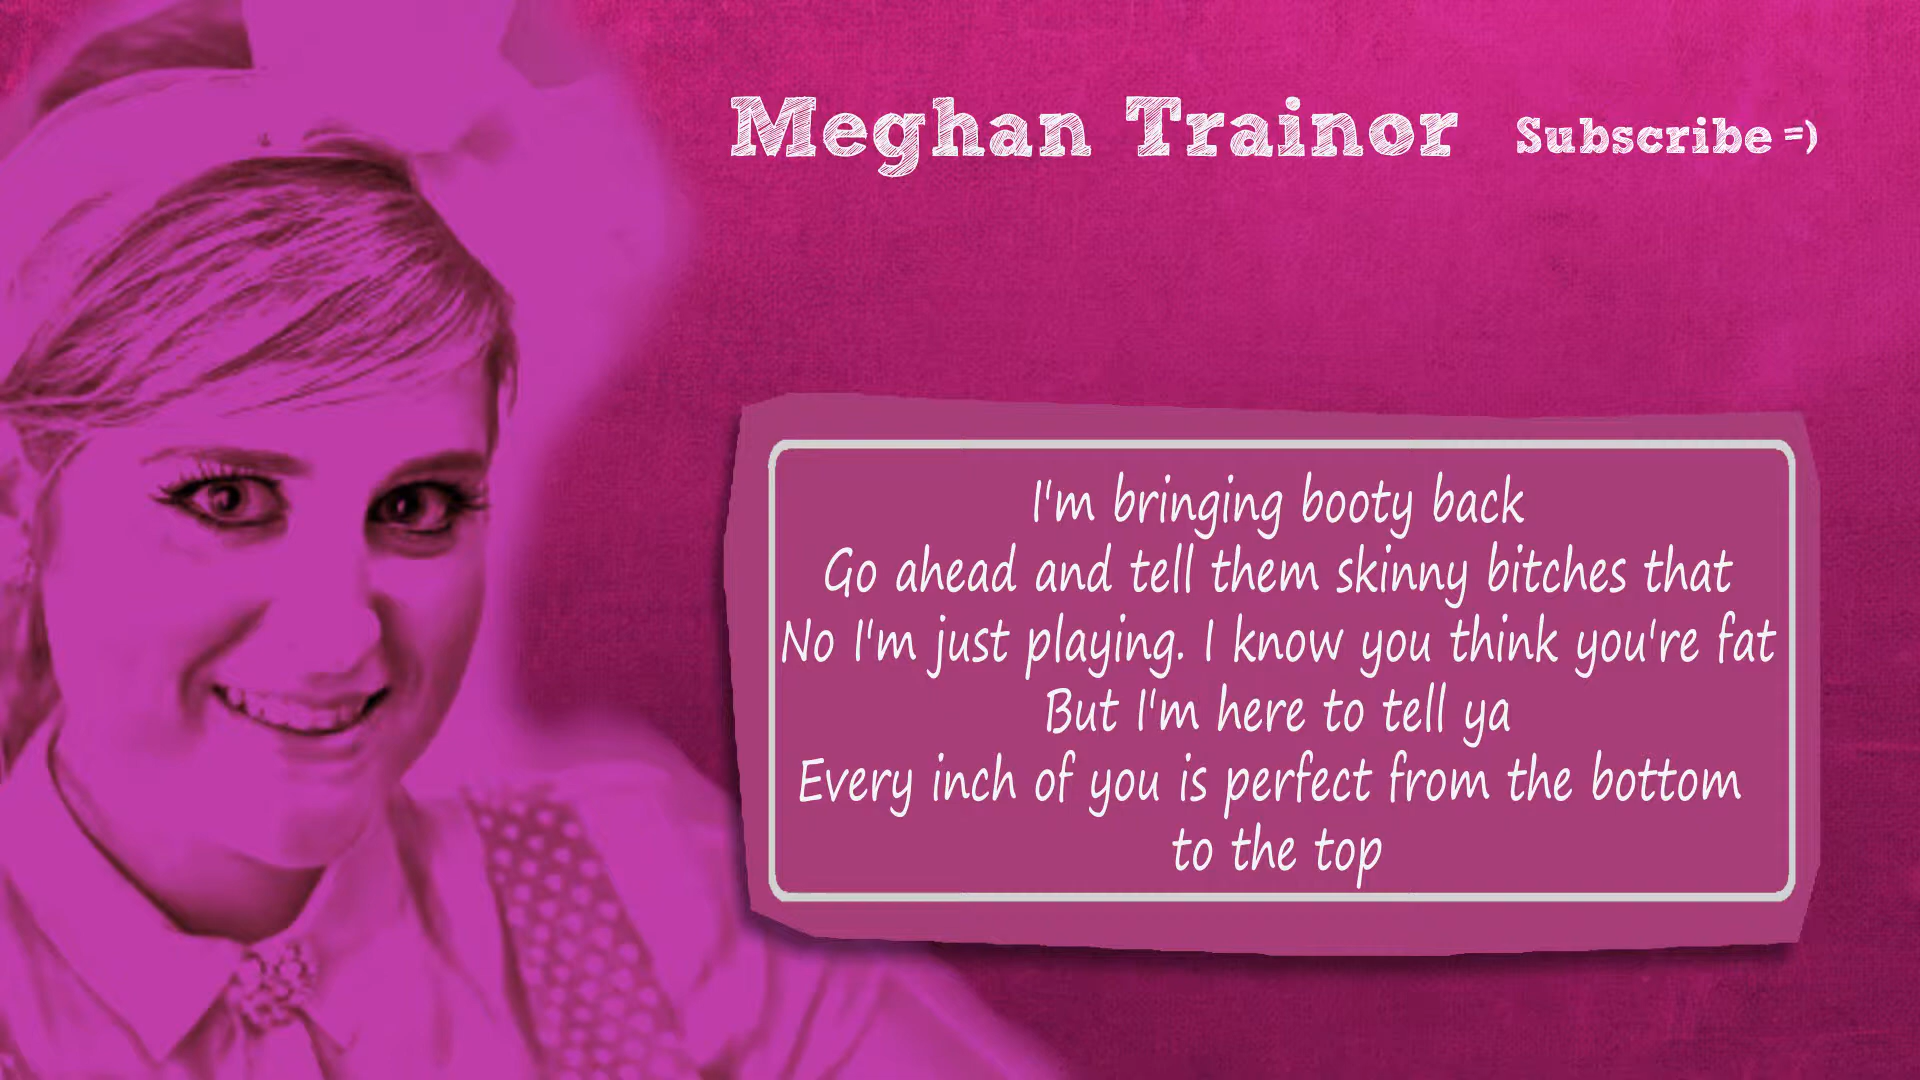 Meghan Trainor Subscribe =)
I'm bringing booty back
Go ahead and tell them skinny bitches that
No I'm just playing. I know you think you're fat
But I'm here to tell ya
Every inch of you is perfect from the bottom
to the top